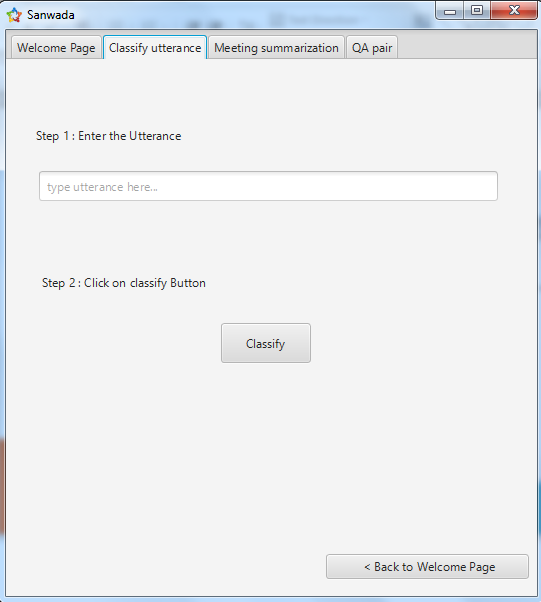 Sanwada
Welcome Page Classify utterance Meeting summarization QA pair
Step 1 : Enter the Utterance
type utterance here...
Step 2 : Click on classify Button
Classify
< Back to Welcome Page